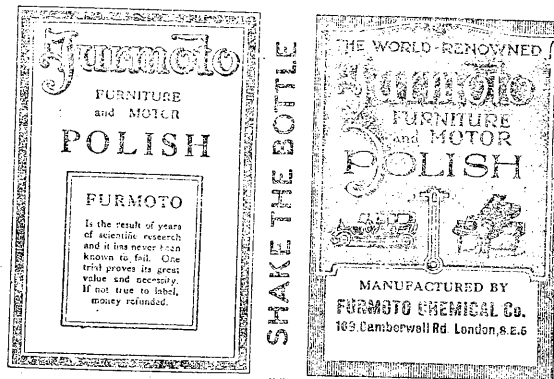 Furmoto
FURNITURE
and MOTOR
POLISH
FURMOTO
Is the result of years
of scientific research
and it has never been
known to fail. One
trial proves its great
value and necessity.
If not true to label,
money refunded.
SHAKE THE BOTTLE
THE WORLD-RENOWNED
Furmoto
FURNITURE
and MOTOR
POLISH
MANUFACTURED BY
FURMOTO CHEMICAL Co.
169, Camberwell Rd. London, S.E.5